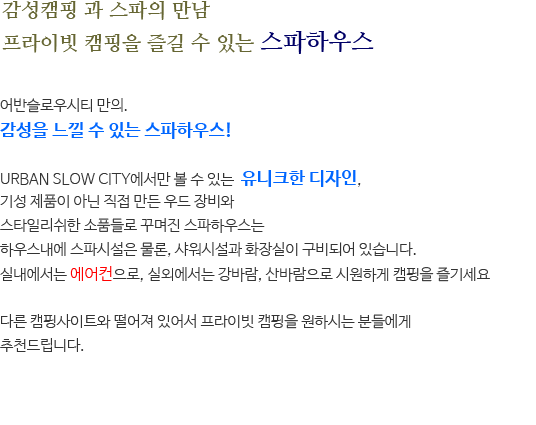 감성캠핑 과 스파의 만남
프라이빗 캠핑을 즐길 수 있는 스파하우스
어반슬로우시티 만의.
감성을 느낄 수 있는 스파하우스!
URBAN SLOW CITY에서만 볼 수 있는 유니크한 디자인,
기성 제품이 아닌 직접 만든 우드 장비와
스타일리쉬한 소품들로 꾸며진 스파하우스는
하우스내에 스파시설은 물론, 샤워시설과 화장실이 구비되어 있습니다.
실내에서는 에어컨으로, 실외에서는 강바람, 산바람으로 시원하게 캠핑을 즐기세요
다른 캠핑사이트와 떨어져 있어서 프라이빗 캠핑을 원하시는 분들에게
추천드립니다.